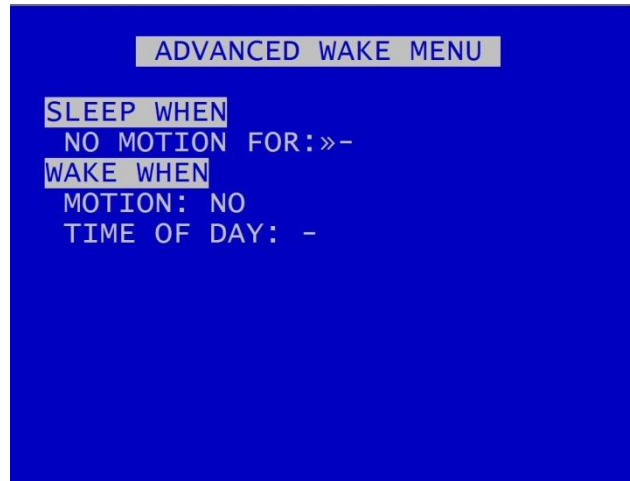 ADVANCED WAKE MENU
SLEEP WHEN
NO MOTION FOR:»-
WAKE WHEN
MOTION: NO
TIME OF DAY: -